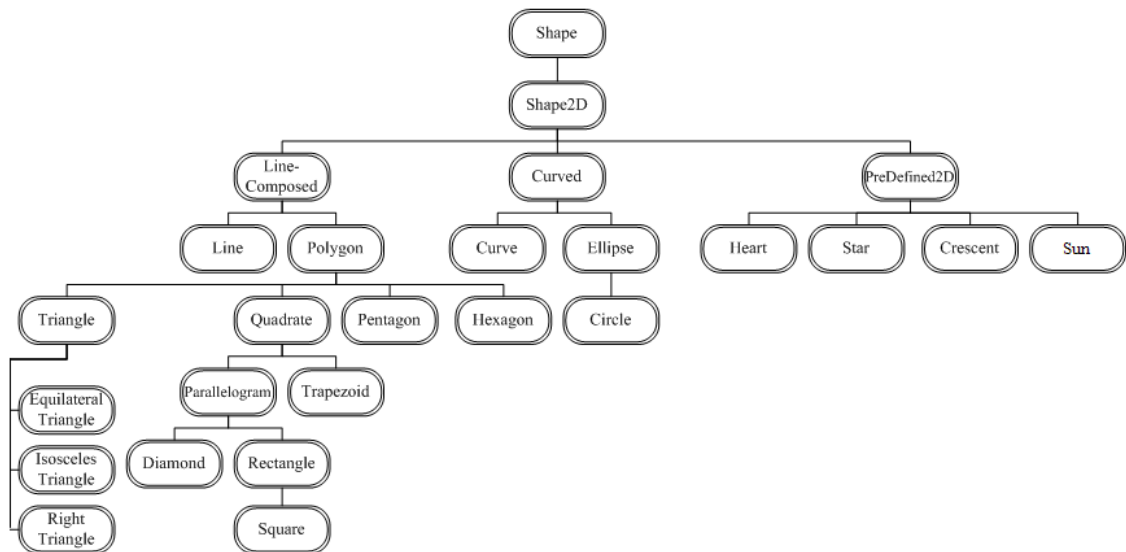 Shape
Shape2D
Line-
Composed
Curved
PreDefined2D
Line
Polygon
Curve
Ellipse
Heart
Star
Crescent
Sun
Triangle
Quadrate
Pentagon
Hexagon
Circle
Parallelogram
Trapezoid
Equilateral
Triangle
Diamond
Rectangle
Isosceles
Triangle
Right
Triangle
Square